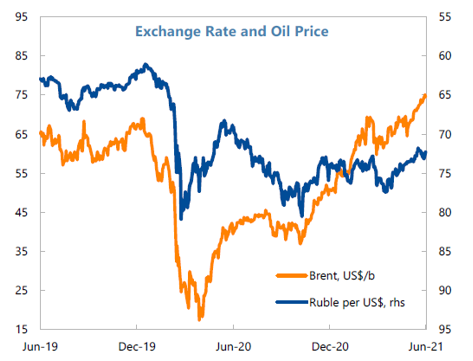 Exchange Rate and Oil Price
95
85
75
65
55
45
35
25
15
55
60
65
70
75
80
85
90
95
Brent, US$/b
Ruble per US$, rhs
Jun-19
Dec-19
Jun-20
Dec-20
Jun-21